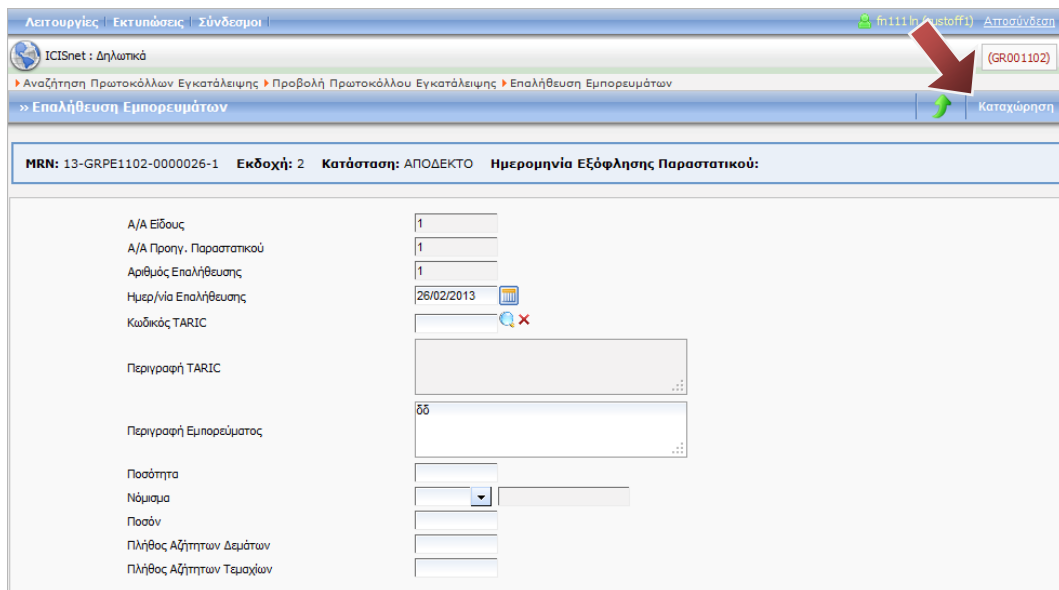 Λειτουργίες | Εκτυπώσεις | Σύνδεσμοι |
fn111 ln (custoff1) Αποσύνδεση
ICISnet : Δηλωτικά
(GR001102)
Αναζήτηση Πρωτοκόλλων Εγκατάλειψης Προβολή Πρωτοκόλλου Εγκατάλειψης Επαλήθευση Εμπορευμάτων
» Επαλήθευση Εμπορευμάτων
Καταχώρηση
MRN: 13-GRPE1102-0000026-1 Εκδοχή: 2 Κατάσταση: ΑΠΟΔΕΚΤΟ Ημερομηνία Εξόφλησης Παραστατικού:
Α/Α Είδους 1
Α/Α Προηγ. Παραστατικού 1
Αριθμός Επαλήθευσης 1
Ημερ/νία Επαλήθευσης 26/02/2013
Κωδικός TARIC
Περιγραφή TARIC
Περιγραφή Εμπορεύματος δδ
Ποσότητα
Νόμισμα
Ποσόν
Πλήθος Αζήτητων Δεμάτων
Πλήθος Αζήτητων Τεμαχίων